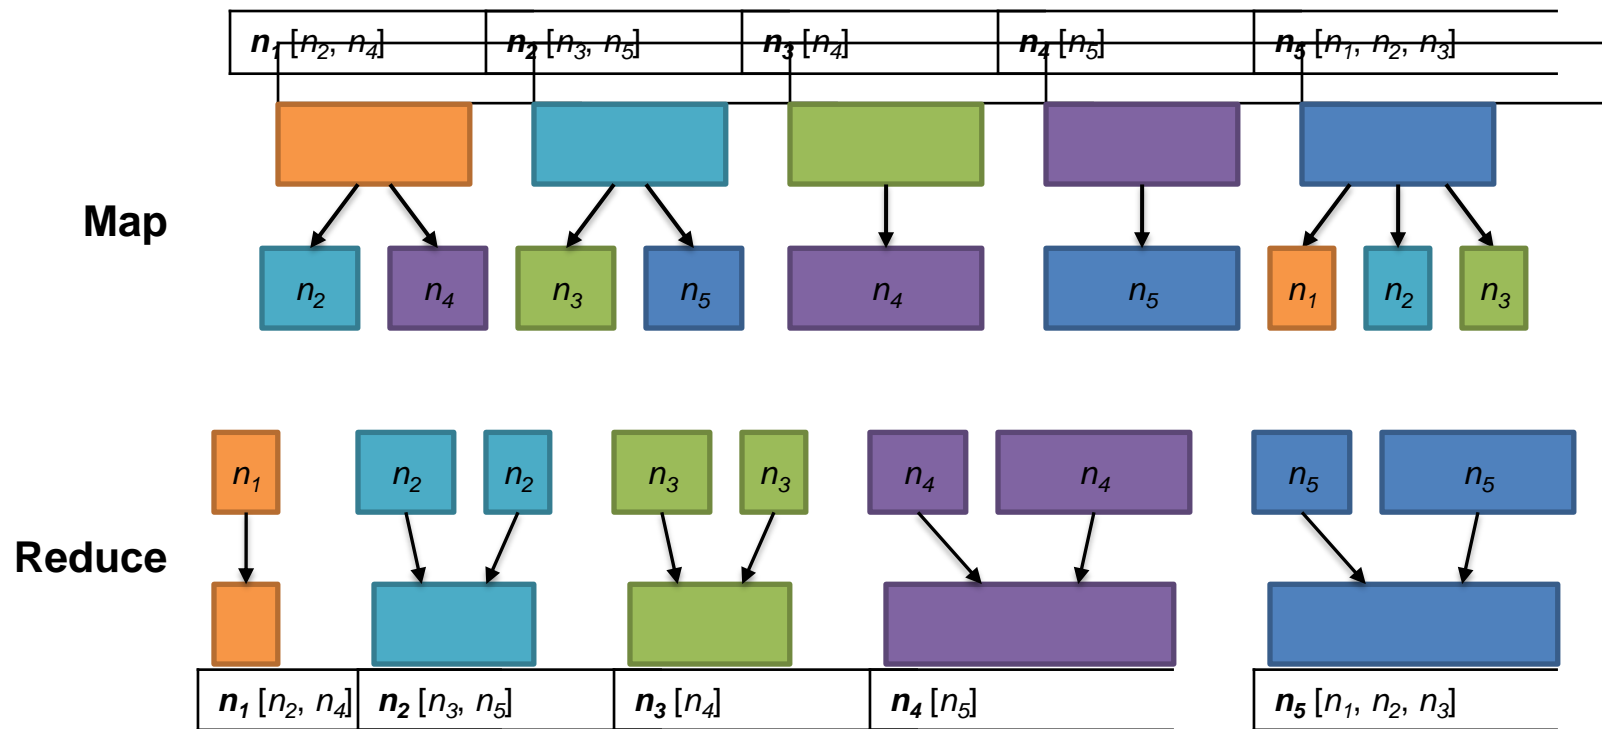 n₁ [n₂, n₄] n₂ [n₃, n₅] n₃ [n₄] n₄ [n₅] n₅ [n₁, n₂, n₃]
Map
n₂ n₄ n₃ n₅ n₄ n₅ n₁ n₂ n₃
n₁ n₂ n₂ n₃ n₃ n₄ n₄ n₅ n₅
Reduce
n₁ [n₂, n₄] n₂ [n₃, n₅] n₃ [n₄] n₄ [n₅] n₅ [n₁, n₂, n₃]